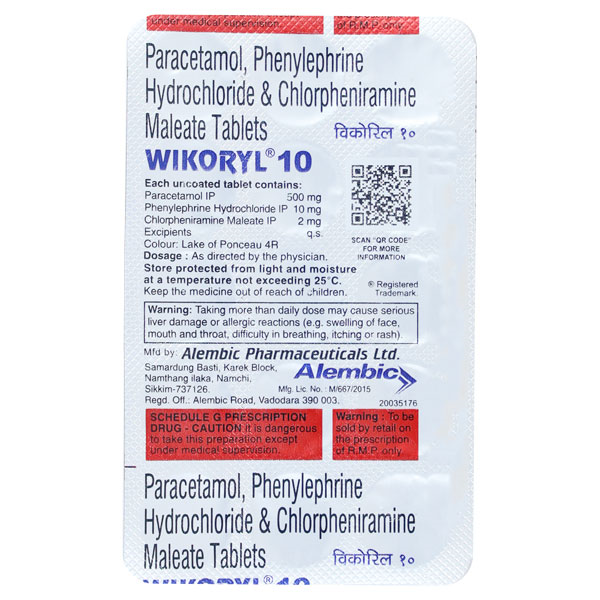 under medical supervision.
of R.M.P. only.
Paracetamol, Phenylephrine
Hydrochloride & Chlorpheniramine
Maleate Tablets
विकोरिल १०
WIKORYL® 10
Each uncoated tablet contains:
Paracetamol IP 500 mg
Phenylephrine Hydrochloride IP 10 mg
Chlorpheniramine Maleate IP 2 mg
Excipients q.s.
Colour: Lake of Ponceau 4R
Dosage : As directed by the physician.
Store protected from light and moisture
at a temperature not exceeding 25°C.
Keep the medicine out of reach of children.
SCAN "QR CODE"
FOR MORE
INFORMATION
® Registered
Trademark.
Warning: Taking more than daily dose may cause serious
liver damage or allergic reactions (e.g. swelling of face,
mouth and throat, difficulty in breathing, itching or rash).
Mfd by: Alembic Pharmaceuticals Ltd.
Samardung Basti, Karek Block,
Namthang ilaka, Namchi,
Sikkim-737126.
Alembic
Mfg. Lic. No. : M/667/2015
Regd. Off.: Alembic Road, Vadodara 390 003.
20035176
SCHEDULE G PRESCRIPTION
DRUG - CAUTION it is dangerous
to take this preparation except
under medical supervision.
Warning : To be
sold by retail on
the prescription
of R.M.P. only.
Paracetamol, Phenylephrine
Hydrochloride & Chlorpheniramine
Maleate Tablets
विकोरिल १०
WIKORYL® 10